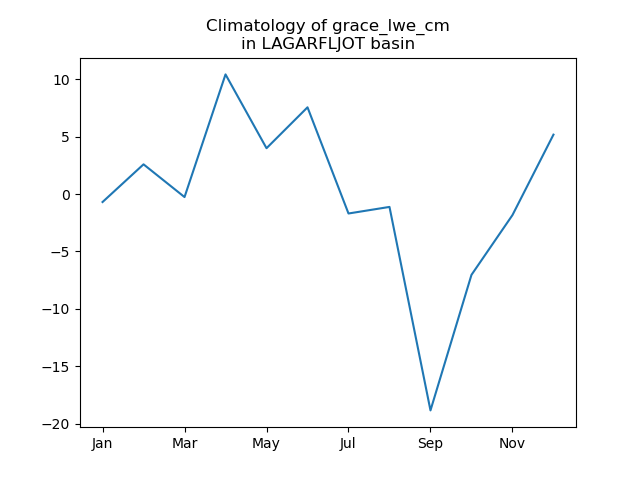 Climatology of grace_lwe_cm
in LAGARFLJOT basin
10
5
0
−5
−10
−15
−20
Jan
Mar
May
Jul
Sep
Nov